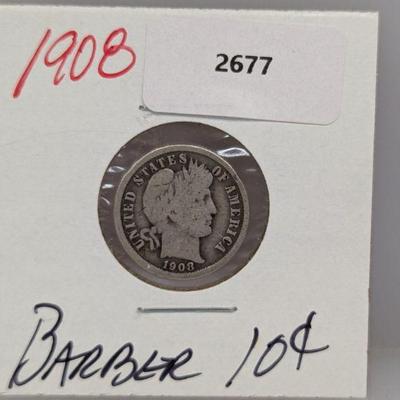 1908
2677
UNITED STATES OF AMERICA
1908
BARBER 10¢